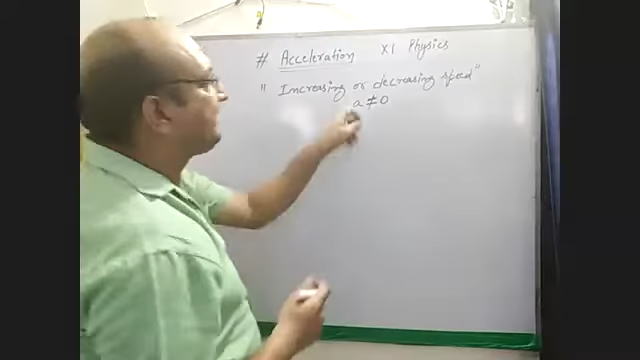 # Acceleration XI Physics
" Increasing or decreasing speed"
a ≠ 0